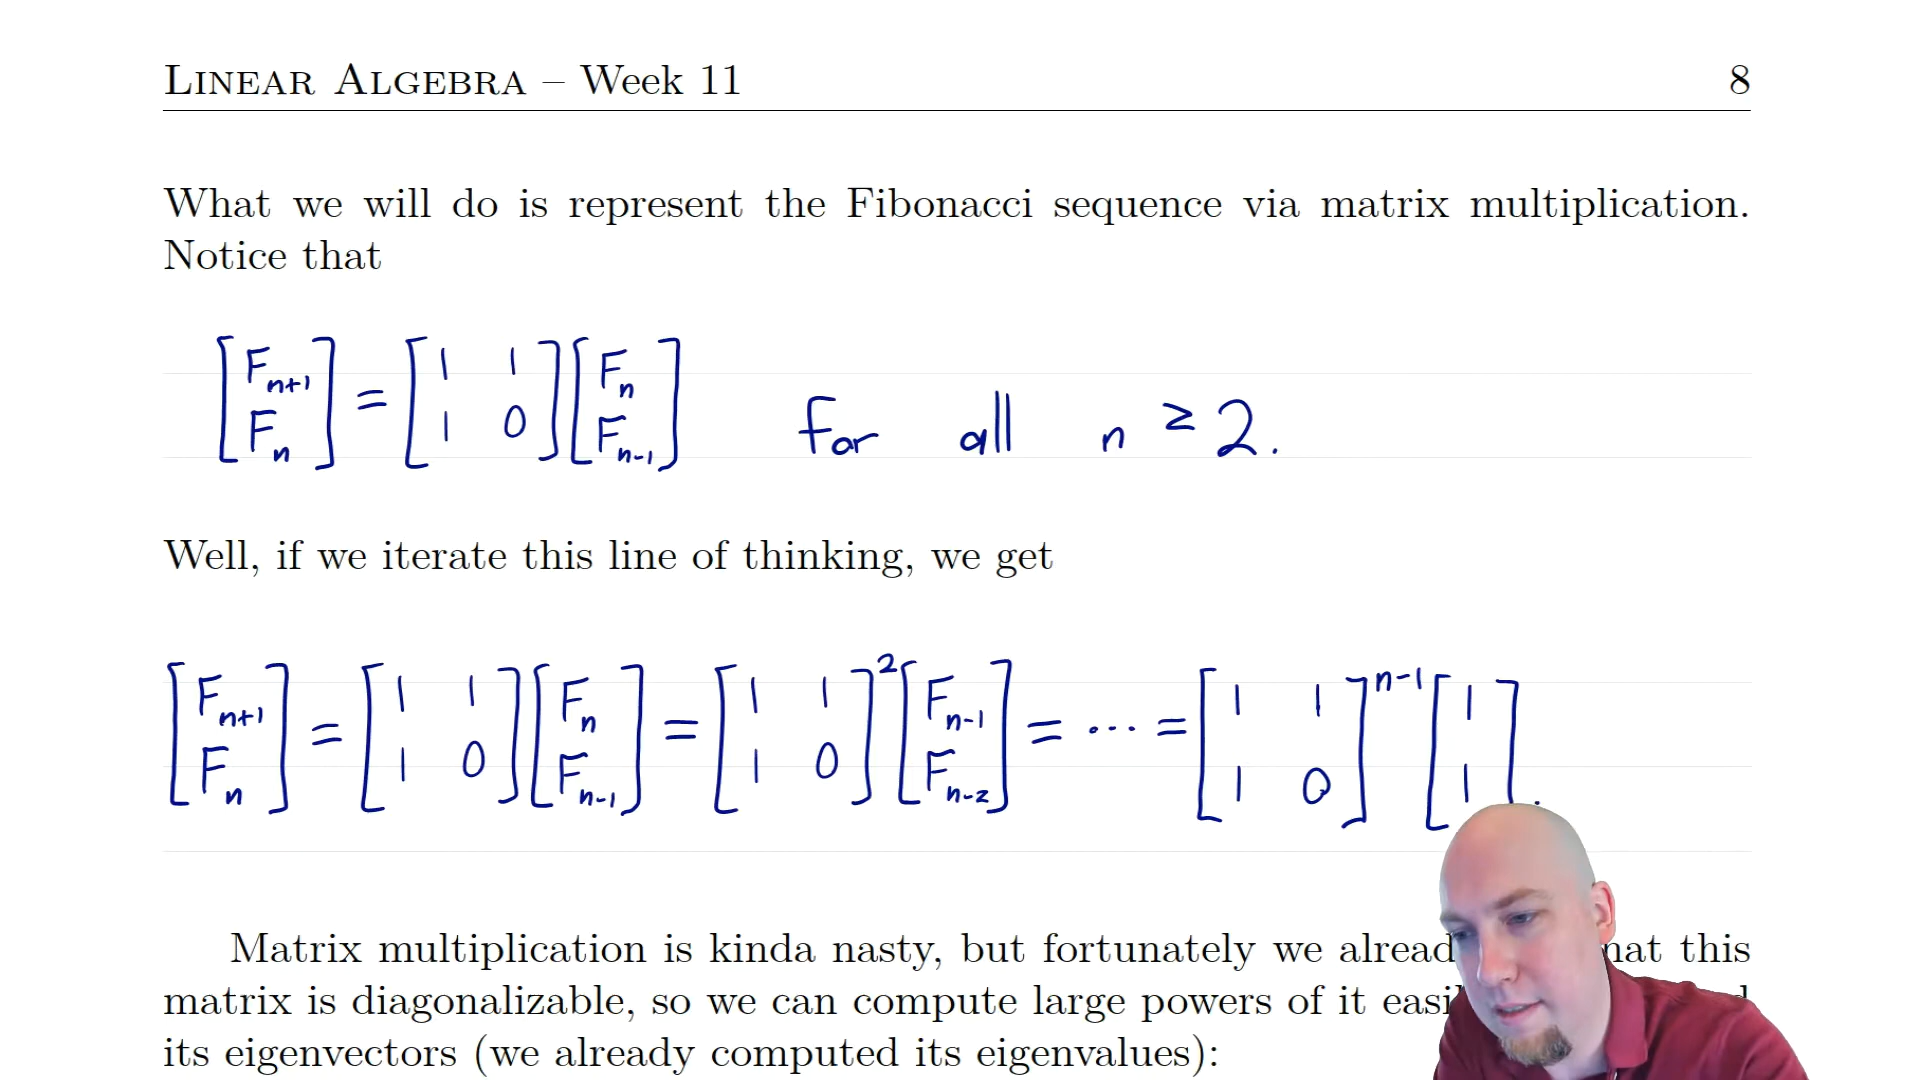 LINEAR ALGEBRA – Week 11 8
What we will do is represent the Fibonacci sequence via matrix multiplication.
Notice that
[F_{n+1}; F_n] = [1 1; 1 0] [F_n; F_{n-1}] for all n ≥ 2.
Well, if we iterate this line of thinking, we get
[F_{n+1}; F_n] = [1 1; 1 0] [F_n; F_{n-1}] = [1 1; 1 0]^2 [F_{n-1}; F_{n-2}] = ... = [1 1; 1 0]^{n-1} [1; 1].
Matrix multiplication is kinda nasty, but fortunately we this
matrix is diagonalizable, so we can compute large powers of it
its eigenvectors (we already computed its eigenvalues):